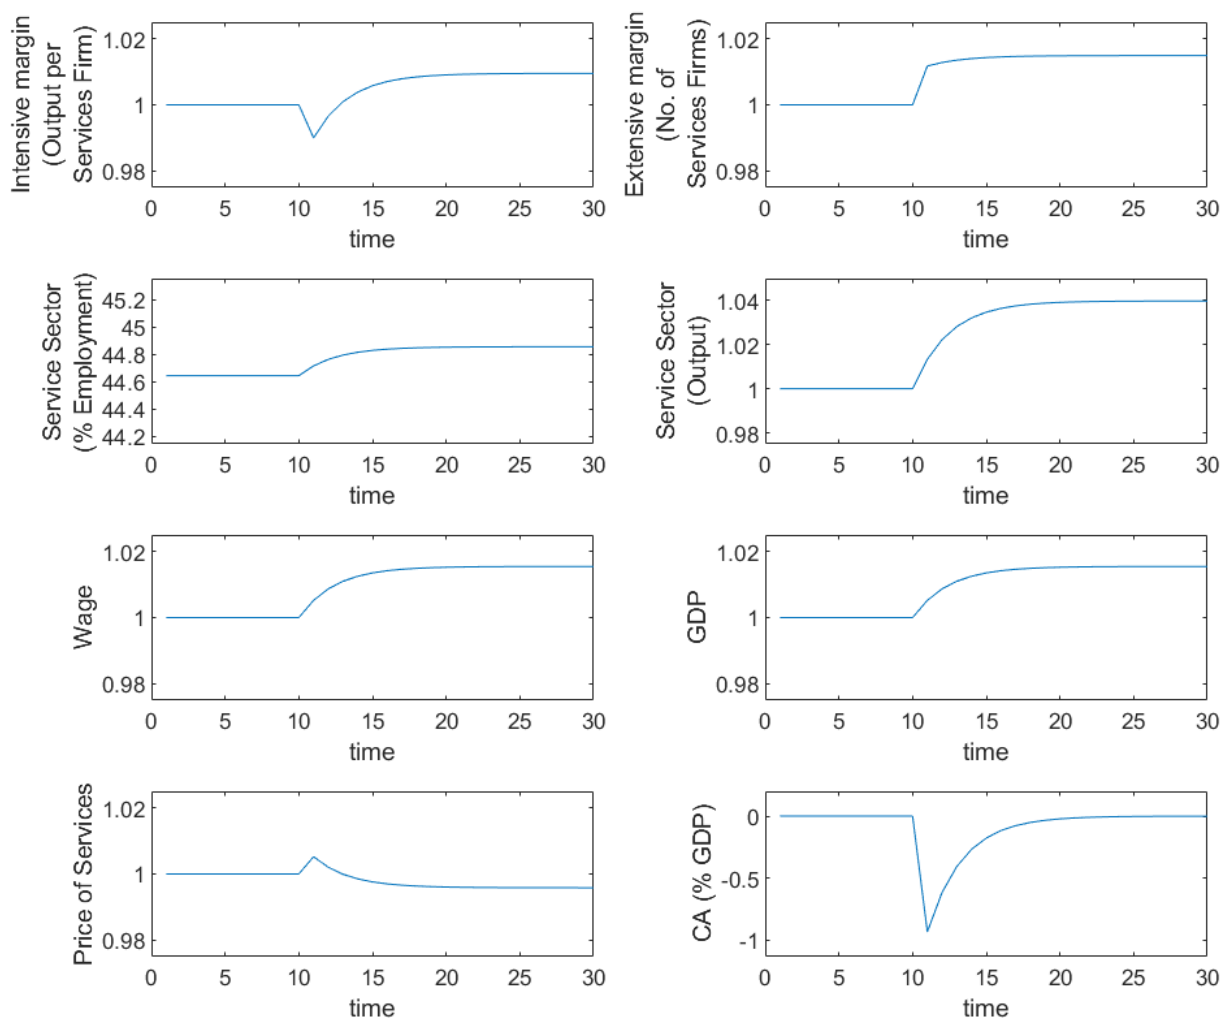 Intensive margin
(Output per
Services Firm)
1.02
1
0.98
0 5 10 15 20 25 30
time
Extensive margin
(No. of
Services Firms)
1.02
1
0.98
0 5 10 15 20 25 30
time
Service Sector
(% Employment)
45.2
45
44.8
44.6
44.4
44.2
0 5 10 15 20 25 30
time
Service Sector
(Output)
1.04
1.02
1
0.98
0 5 10 15 20 25 30
time
Wage
1.02
1
0.98
0 5 10 15 20 25 30
time
GDP
1.02
1
0.98
0 5 10 15 20 25 30
time
Price of Services
1.02
1
0.98
0 5 10 15 20 25 30
time
CA (% GDP)
0
-0.5
-1
0 5 10 15 20 25 30
time